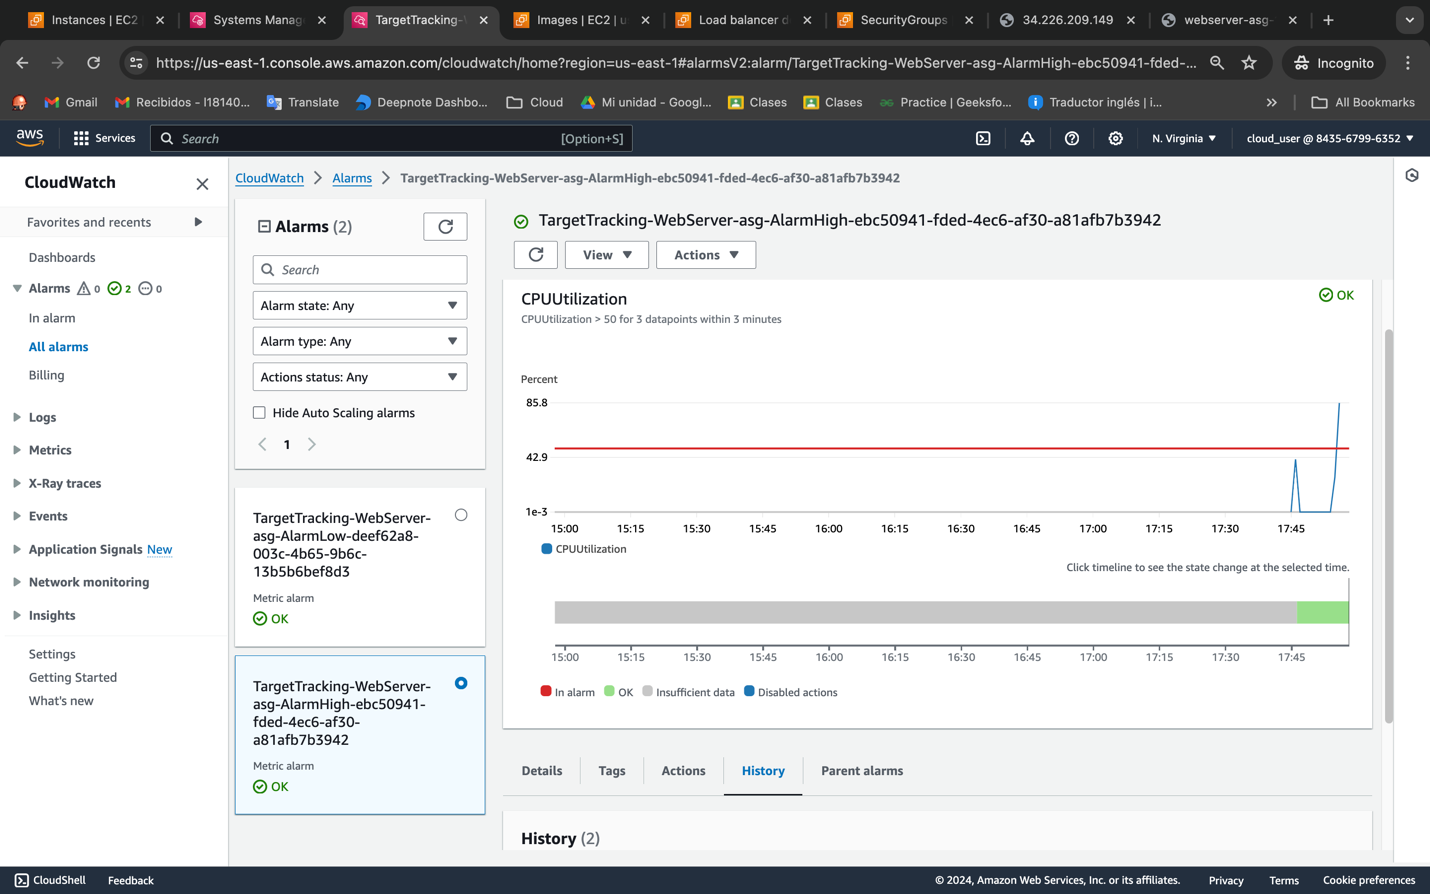 Instances | EC2
Systems Manag
TargetTracking-W
Images | EC2 | u
Load balancer d
SecurityGroups
34.226.209.149
webserver-asg-
https://us-east-1.console.aws.amazon.com/cloudwatch/home?region=us-east-1#alarmsV2:alarm/TargetTracking-WebServer-asg-AlarmHigh-ebc50941-fded-...
Incognito
Gmail
Recibidos - l18140...
Translate
Deepnote Dashbo...
Cloud
Mi unidad - Googl...
Clases
Clases
Practice | Geeksfo...
Traductor inglés | i...
All Bookmarks
aws
Services
Search
[Option+S]
N. Virginia
cloud_user @ 8435-6799-6352
CloudWatch
Favorites and recents
Dashboards
Alarms 0 2 0
In alarm
All alarms
Billing
Logs
Metrics
X-Ray traces
Events
Application Signals New
Network monitoring
Insights
Settings
Getting Started
What's new
CloudWatch
Alarms
TargetTracking-WebServer-asg-AlarmHigh-ebc50941-fded-4ec6-af30-a81afb7b3942
Alarms (2)
Search
Alarm state: Any
Alarm type: Any
Actions status: Any
Hide Auto Scaling alarms
1
TargetTracking-WebServer-
asg-AlarmLow-deef62a8-
003c-4b65-9b6c-
13b5b6bef8d3
Metric alarm
OK
TargetTracking-WebServer-
asg-AlarmHigh-ebc50941-
fded-4ec6-af30-
a81afb7b3942
Metric alarm
OK
TargetTracking-WebServer-asg-AlarmHigh-ebc50941-fded-4ec6-af30-a81afb7b3942
View
Actions
CPUUtilization
OK
CPUUtilization > 50 for 3 datapoints within 3 minutes
Percent
85.8
42.9
1e-3
15:00 15:15 15:30 15:45 16:00 16:15 16:30 16:45 17:00 17:15 17:30 17:45
CPUUtilization
Click timeline to see the state change at the selected time.
15:00 15:15 15:30 15:45 16:00 16:15 16:30 16:45 17:00 17:15 17:30 17:45
In alarm OK Insufficient data Disabled actions
Details
Tags
Actions
History
Parent alarms
History (2)
CloudShell
Feedback
© 2024, Amazon Web Services, Inc. or its affiliates.
Privacy
Terms
Cookie preferences